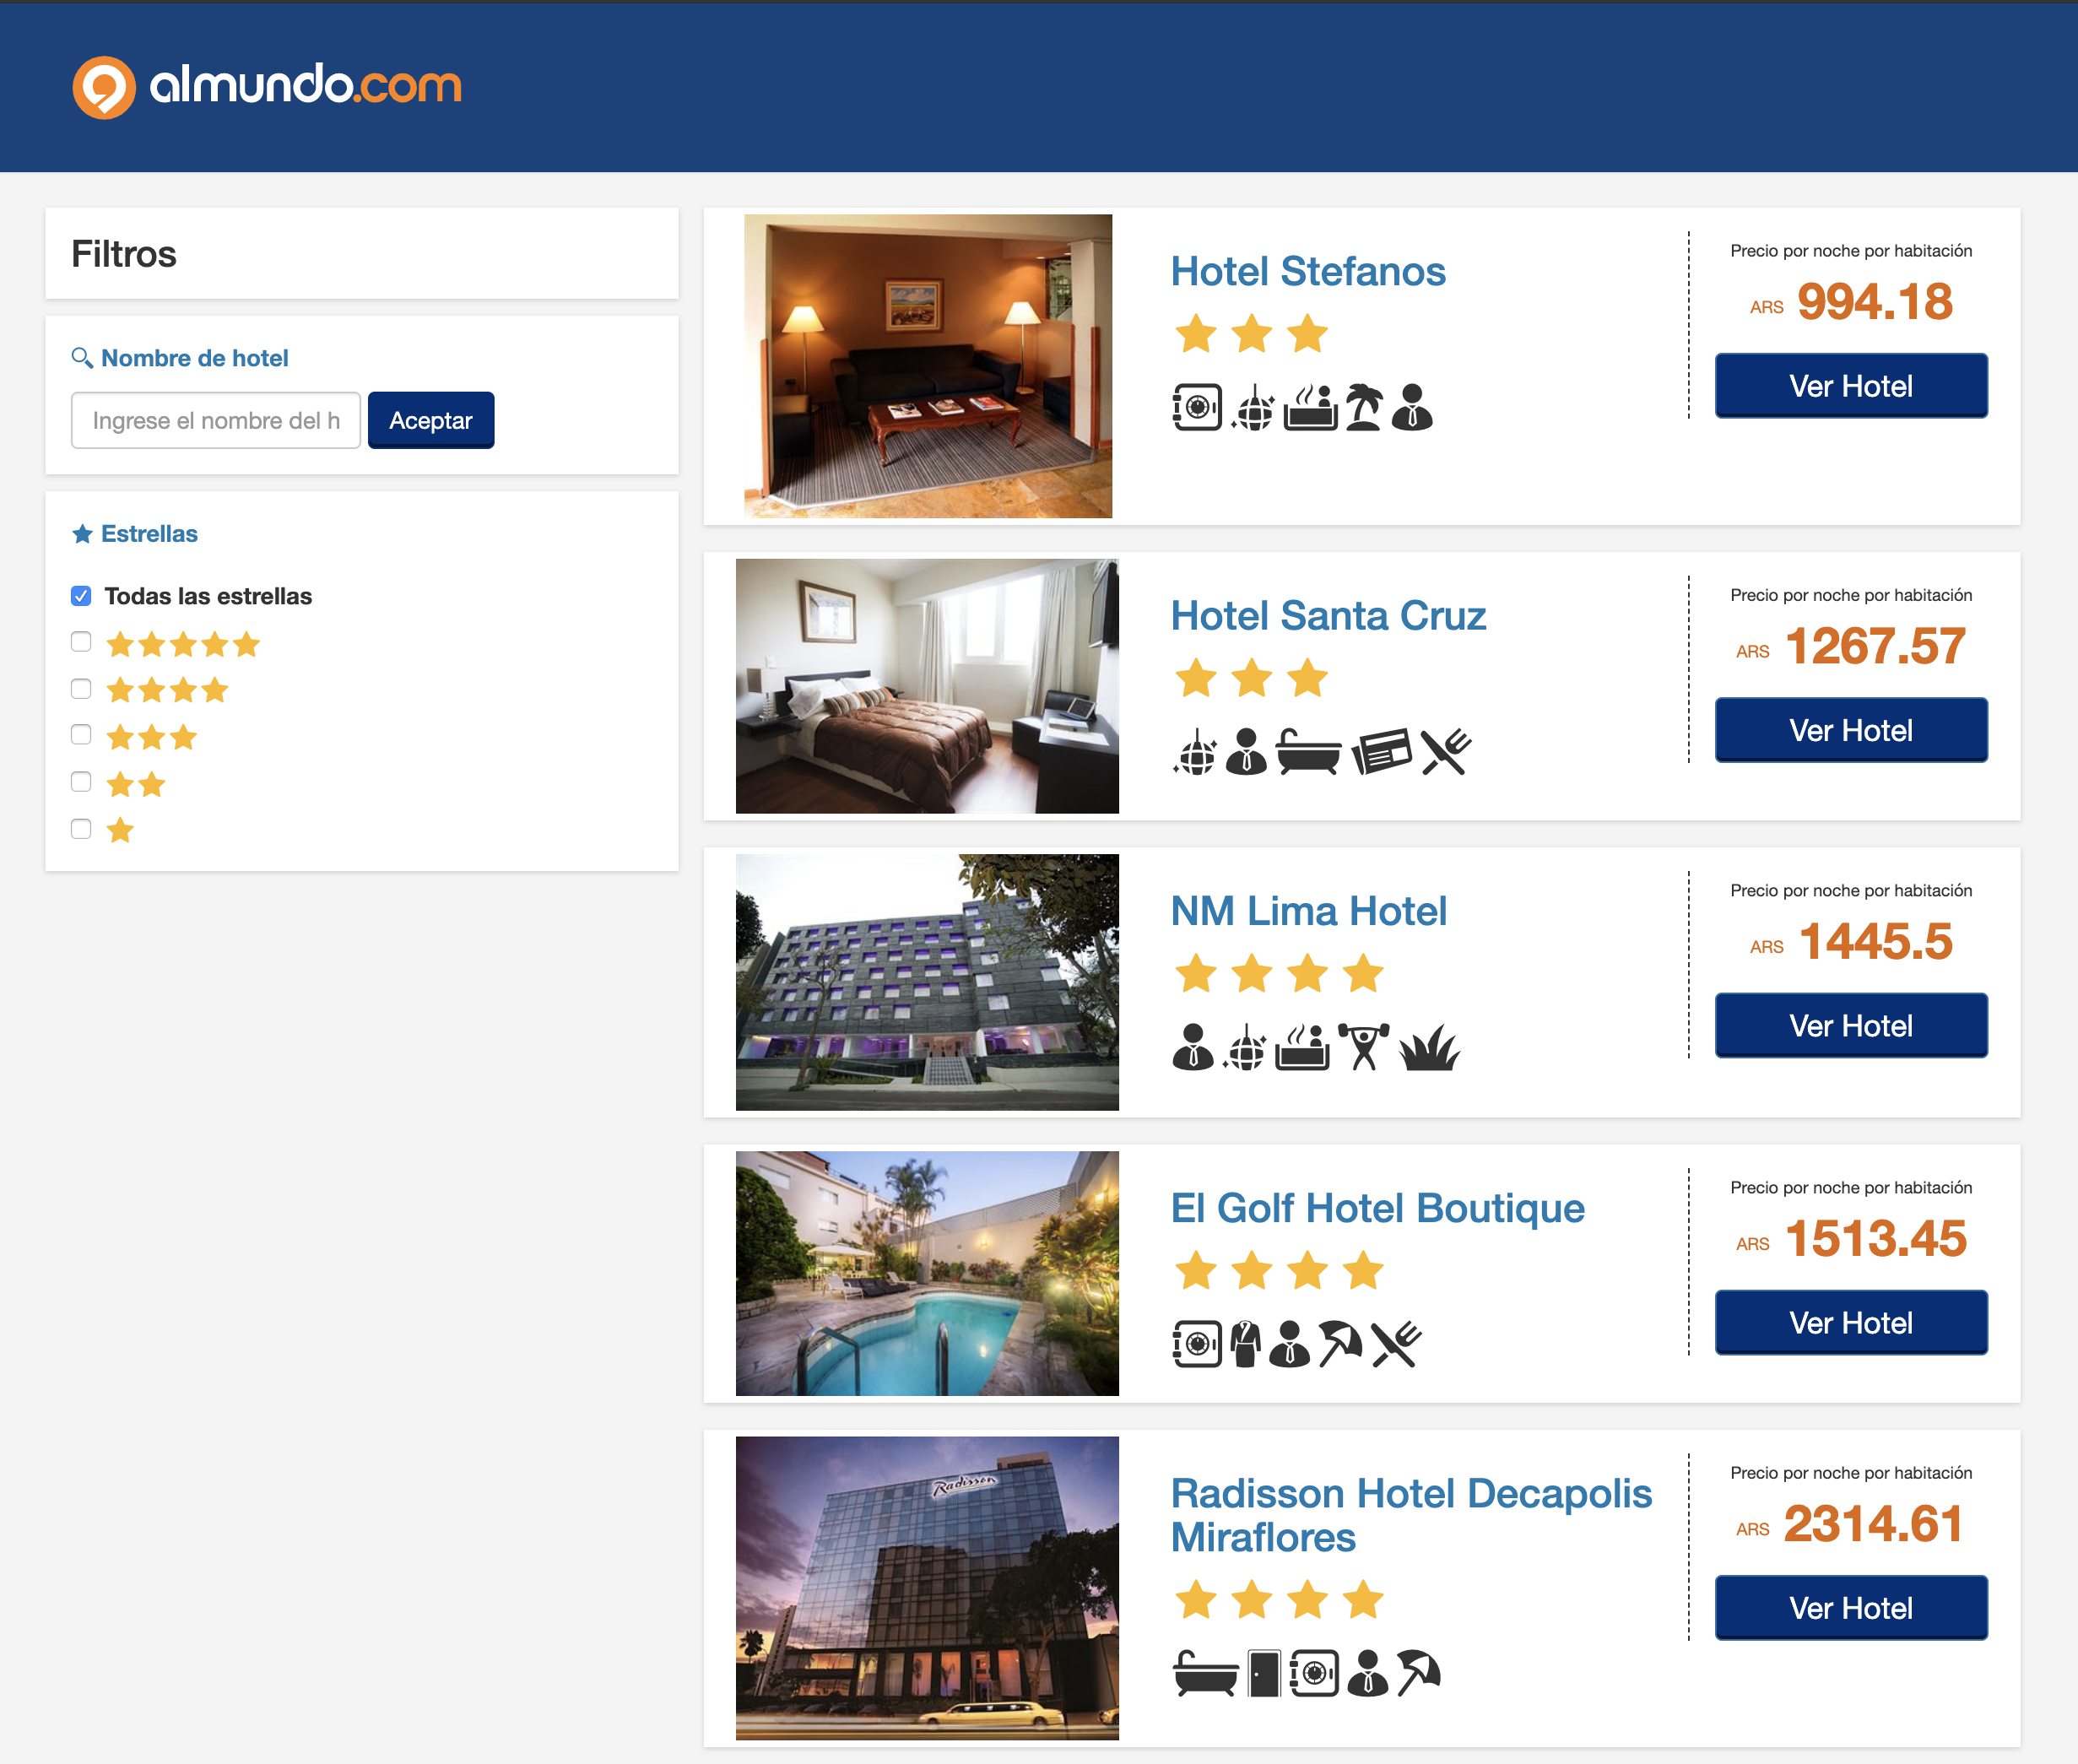 almundo.com
Filtros
Nombre de hotel
Ingrese el nombre del h
Aceptar
Estrellas
Todas las estrellas
Hotel Stefanos
Precio por noche por habitación
ARS 994.18
Ver Hotel
Hotel Santa Cruz
Precio por noche por habitación
ARS 1267.57
Ver Hotel
NM Lima Hotel
Precio por noche por habitación
ARS 1445.5
Ver Hotel
El Golf Hotel Boutique
Precio por noche por habitación
ARS 1513.45
Ver Hotel
Radisson
Radisson Hotel Decapolis
Miraflores
Precio por noche por habitación
ARS 2314.61
Ver Hotel